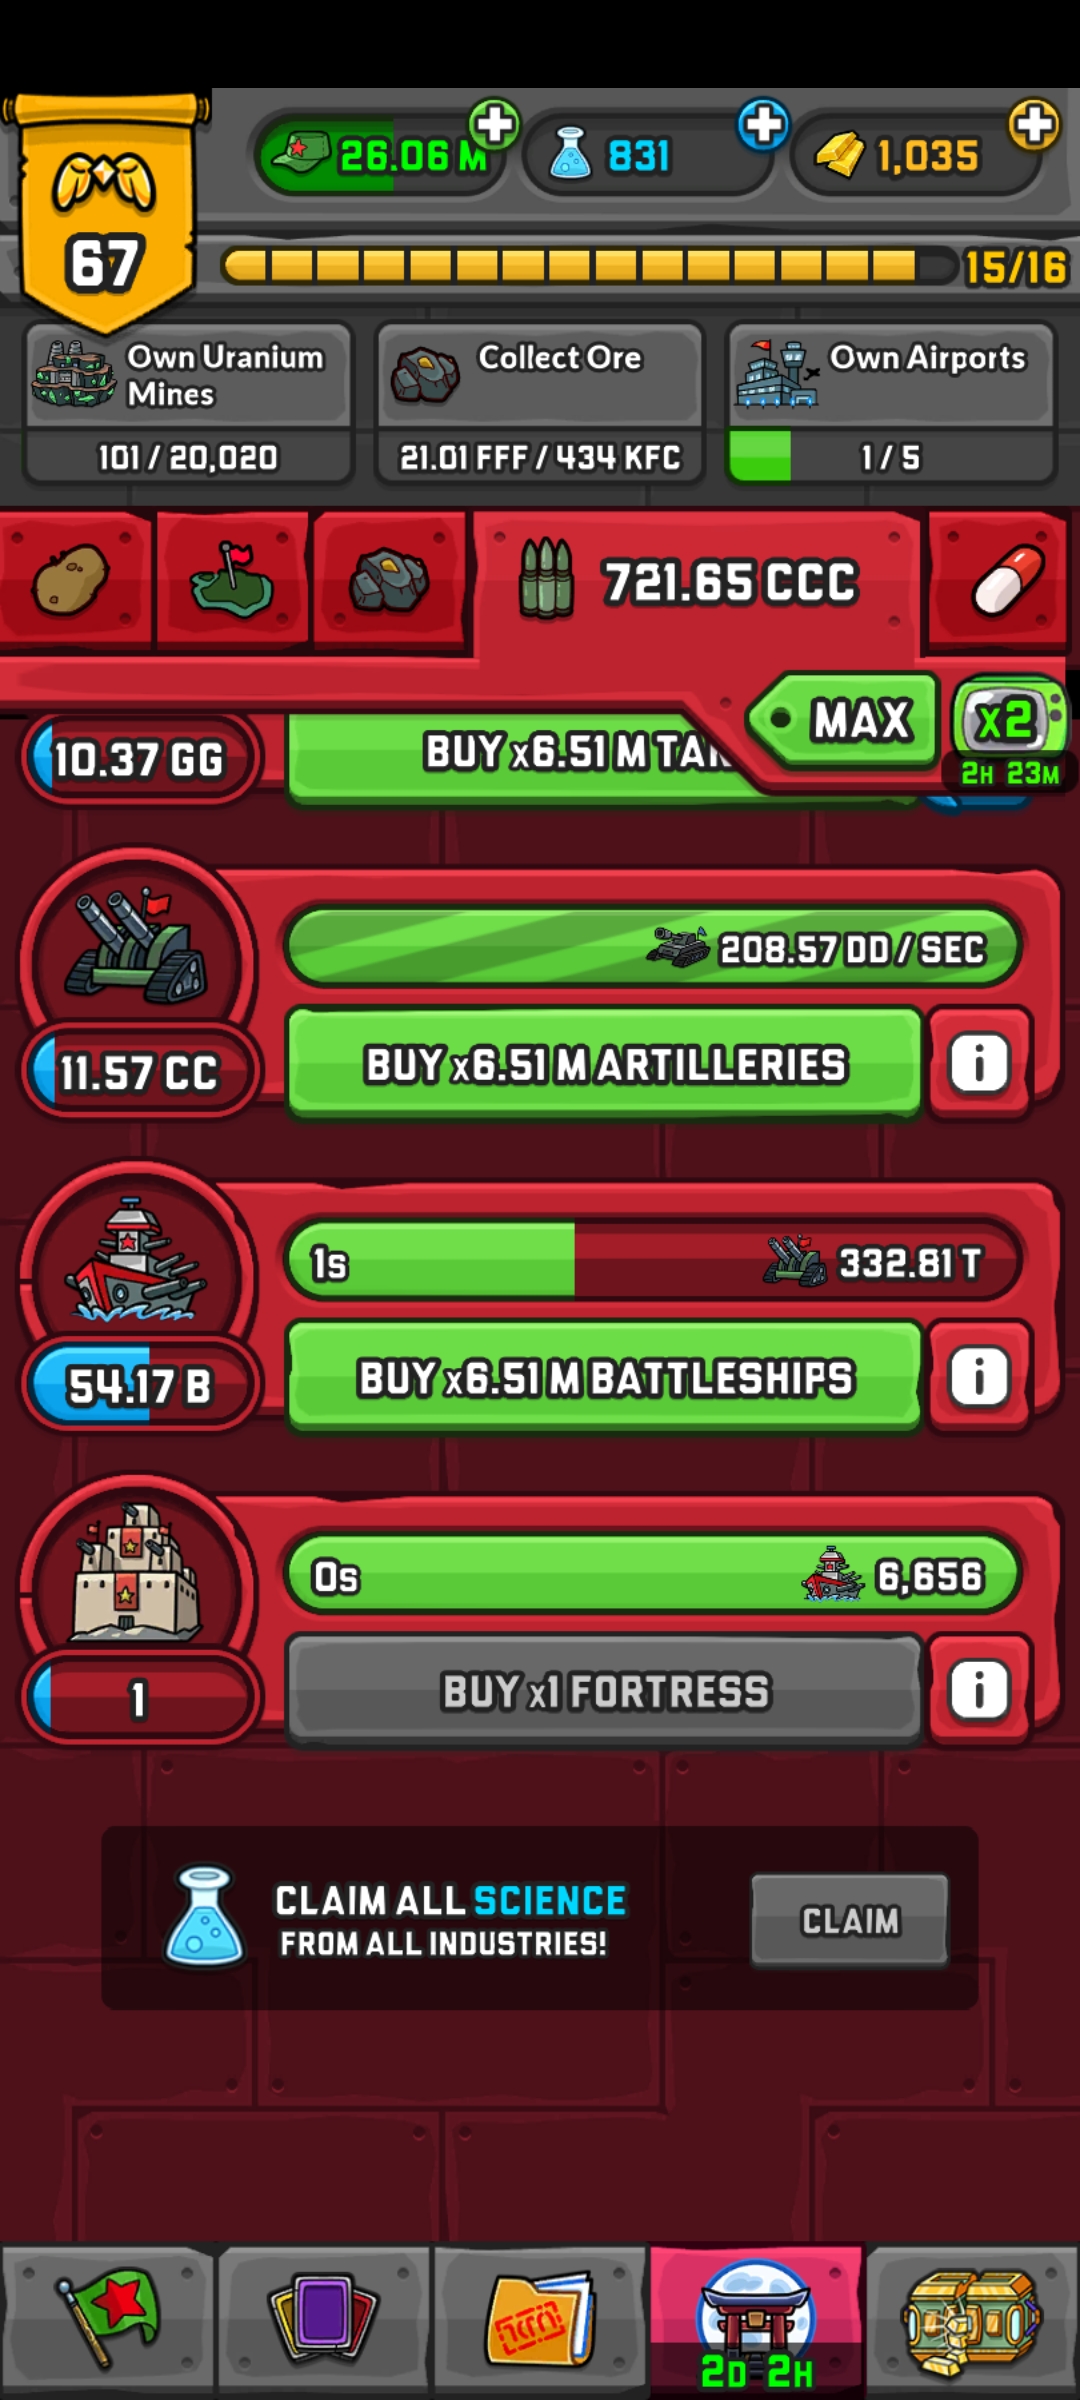 26.06 M
831
1,035
67
15/16
Own Uranium
Mines
101 / 20,020
Collect Ore
21.01 FFF / 434 KFC
Own Airports
1 / 5
721.65 CCC
MAX
x2
2H 23M
10.37 GG
BUY x6.51 M TAN
208.57 DD / SEC
11.57 CC
BUY x6.51 M ARTILLERIES
i
1s
332.81 T
54.17 B
BUY x6.51 M BATTLESHIPS
i
0s
6,656
1
BUY x1 FORTRESS
i
CLAIM ALL SCIENCE
FROM ALL INDUSTRIES!
CLAIM
2D 2H